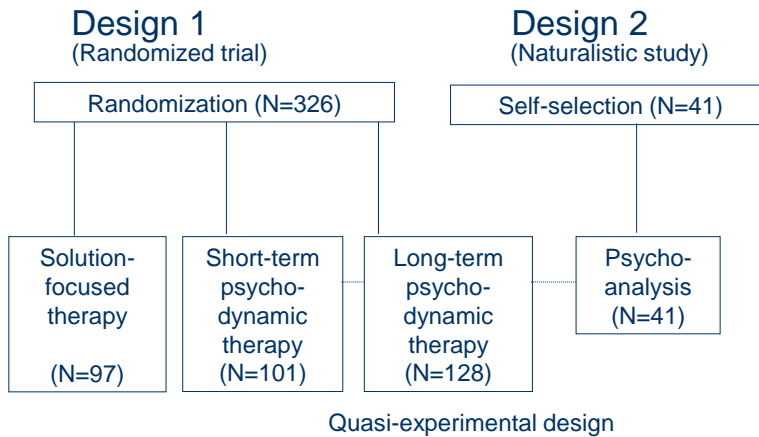 Design 1
(Randomized trial)
Design 2
(Naturalistic study)
Randomization (N=326)
Self-selection (N=41)
Solution-
focused
therapy
(N=97)
Short-term
psycho-
dynamic
therapy
(N=101)
Long-term
psycho-
dynamic
therapy
(N=128)
Psycho-
analysis
(N=41)
Quasi-experimental design